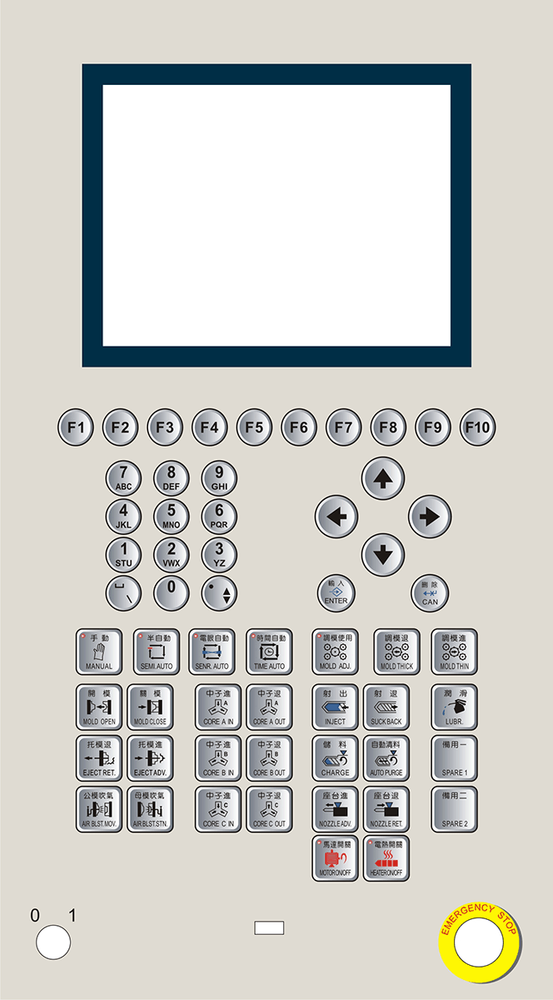 F1 F2 F3 F4 F5 F6 F7 F8 F9 F10
7 8 9
ABC DEF GHI
4 5 6
JKL MNO PQR
1 2 3
STU VWX YZ
0
輸入 刪除
ENTER CAN
手動 半自動 電眼自動 時間自動 調模使用 調模退 調模進
MANUAL SEMI.AUTO SENR. AUTO TIME AUTO MOLD ADJ. MOLD THICK MOLD THIN
開模 關模 中子進 中子退 射出 射退 潤滑
A A
MOLD OPEN MOLD CLOSE CORE A IN CORE A OUT INJECT SUCK BACK LUBR.
托模退 托模進 中子進 中子退 儲料 自動清料 備用一
B B
EJECT RET. EJECT ADV. CORE B IN CORE B OUT CHARGE AUTO PURGE SPARE 1
公模吹氣 母模吹氣 中子進 中子退 座台進 座台退 備用二
C C
AIR BLST.MOV. AIR BLST.STN. CORE C IN CORE C OUT NOZZLE ADV. NOZZLE RET. SPARE 2
馬達開關 電熱開關
MOTOR ON/OFF HEATER ON/OFF
0 1
EMERGENCY STOP